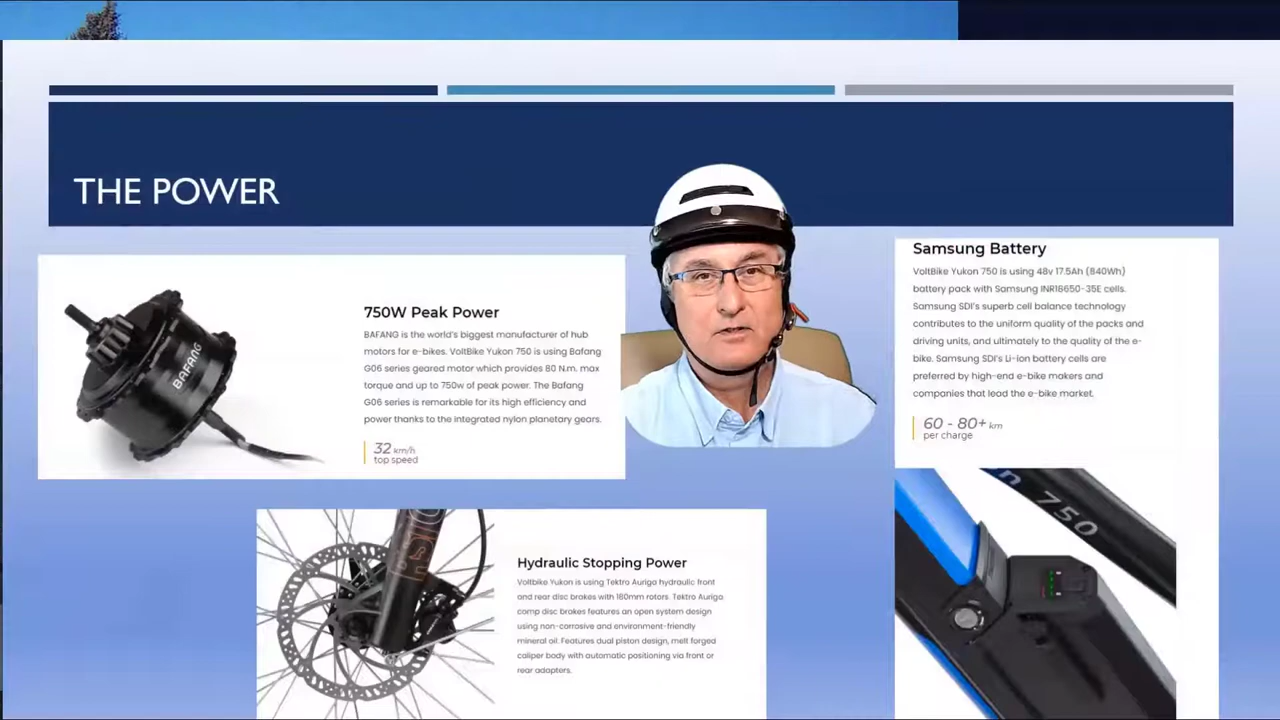 THE POWER
BAFANG
750W Peak Power
BAFANG is the world's biggest manufacturer of hub
motors for e-bikes. VoltBike Yukon 750 is using Bafang
G06 series geared motor which provides 80 N.m. max
torque and up to 750w of peak power. The Bafang
G06 series is remarkable for its high efficiency and
power thanks to the integrated nylon planetary gears.
32 km/h
top speed
Samsung Battery
VoltBike Yukon 750 is using 48v 17.5Ah (840Wh)
battery pack with Samsung INR18650-35E cells.
Samsung SDI's superb cell balance technology
contributes to the uniform quality of the packs and
driving units, and ultimately to the quality of the e-
bike. Samsung SDI's Li-ion battery cells are
preferred by high-end e-bike makers and
companies that lead the e-bike market.
60 - 80+ km
per charge
n 750
Hydraulic Stopping Power
Voltbike Yukon is using Tektro Auriga hydraulic front
and rear disc brakes with 180mm rotors. Tektro Auriga
comp disc brakes features an open system design
using non-corrosive and environment-friendly
mineral oil. Features dual piston design, melt forged
caliper body with automatic positioning via front or
rear adapters.